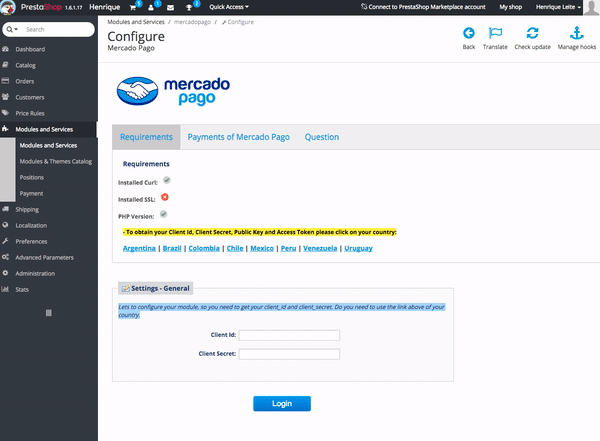 PrestaShop 1.6.1.17 Henrique 5 1 2 Quick Access Connect to PrestaShop Marketplace account My shop Henrique Leite
Search
Dashboard
Catalog
Orders
Customers
Price Rules
Modules and Services
Modules and Services
Modules & Themes Catalog
Positions
Payment
Shipping
Localization
Preferences
Advanced Parameters
Administration
Stats
Modules and Services / mercadopago / Configure
Configure
Mercado Pago
Back Translate Check update Manage hooks
mercado
pago
Requirements Payments of Mercado Pago Question
Requirements
Installed Curl:
Installed SSL:
PHP Version:
- To obtain your Client Id, Client Secret, Public Key and Access Token please click on your country:
Argentina | Brazil | Colombia | Chile | Mexico | Peru | Venezuela | Uruguay
Settings - General
Lets to configure your module, so you need to get your client_id and client_secret. Do you need to use the link above of your
country.
Client Id:
Client Secret:
Login